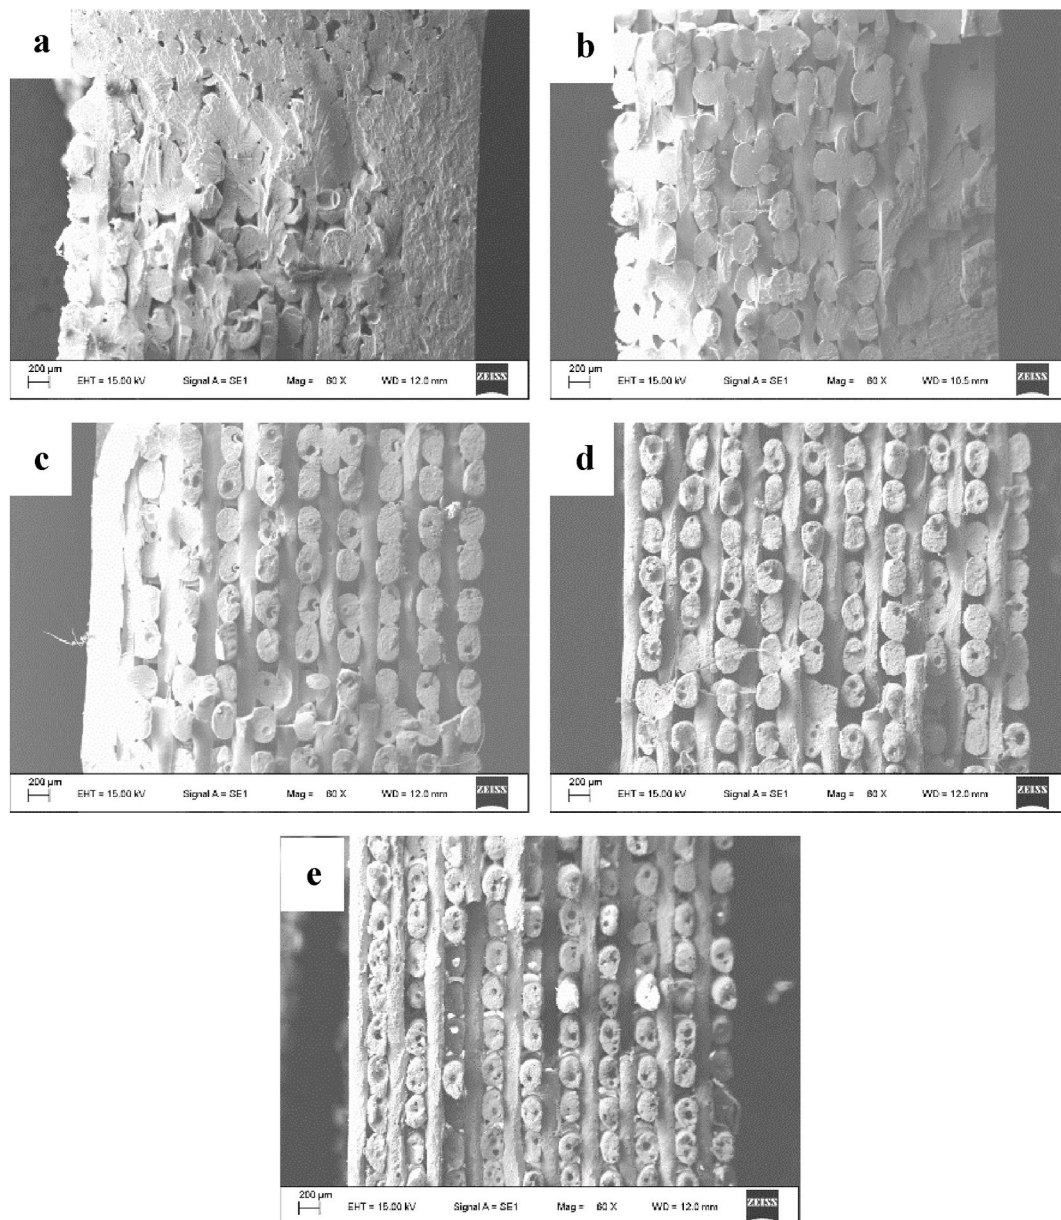 a
b
200 µm
EHT = 15.00 kV Signal A = SE1 Mag = 60 X WD = 12.0 mm ZEISS
200 µm
EHT = 15.00 kV Signal A = SE1 Mag = 60 X WD = 10.5 mm ZEISS
c
d
200 µm
EHT = 15.00 kV Signal A = SE1 Mag = 60 X WD = 12.0 mm ZEISS
200 µm
EHT = 15.00 kV Signal A = SE1 Mag = 60 X WD = 12.0 mm ZEISS
e
200 µm
EHT = 15.00 kV Signal A = SE1 Mag = 60 X WD = 12.0 mm ZEISS